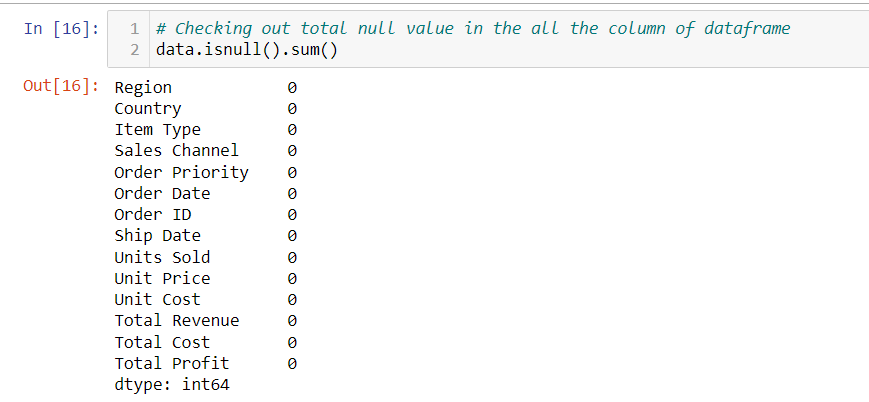 In [16]: 1 # Checking out total null value in the all the column of dataframe
2 data.isnull().sum()
Out[16]: Region 0
Country 0
Item Type 0
Sales Channel 0
Order Priority 0
Order Date 0
Order ID 0
Ship Date 0
Units Sold 0
Unit Price 0
Unit Cost 0
Total Revenue 0
Total Cost 0
Total Profit 0
dtype: int64